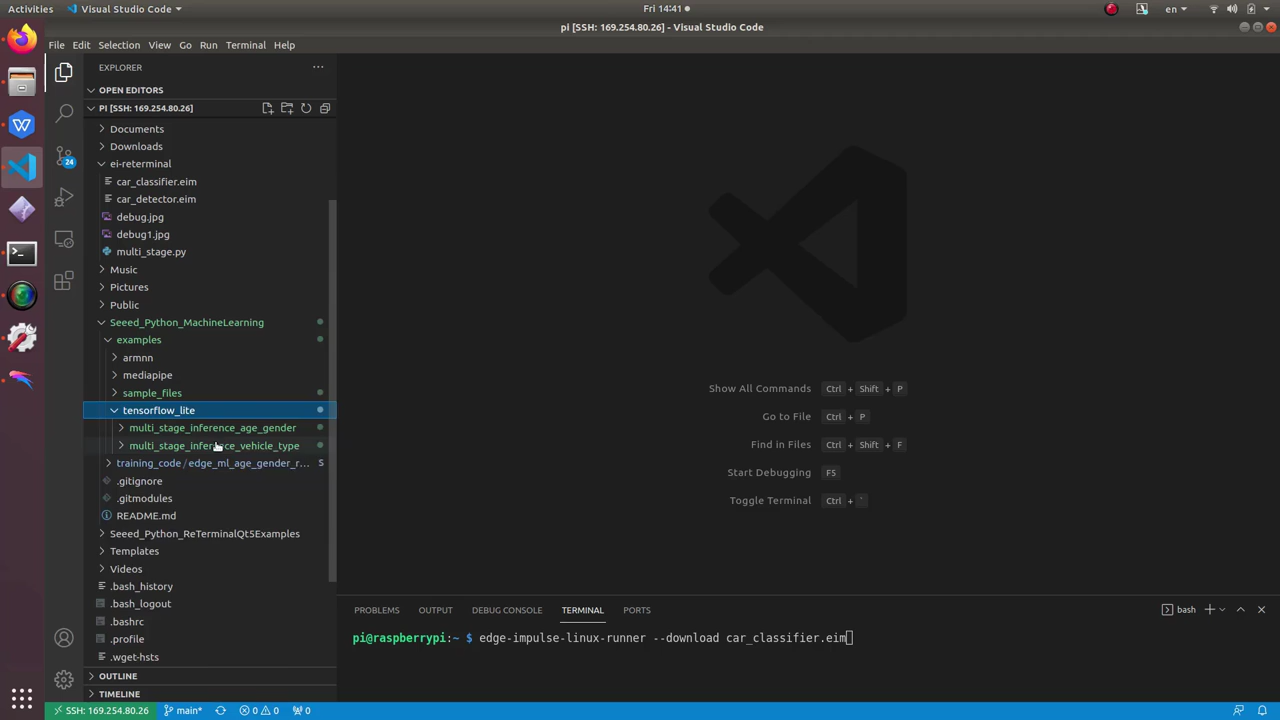 Activities
Visual Studio Code
Fri 14:41
en
pi [SSH: 169.254.80.26] - Visual Studio Code
File Edit Selection View Go Run Terminal Help
EXPLORER
OPEN EDITORS
PI [SSH: 169.254.80.26]
Documents
Downloads
ei-reterminal
car_classifier.eim
car_detector.eim
debug.jpg
debug1.jpg
multi_stage.py
Music
Pictures
Public
Seeed_Python_MachineLearning
examples
armnn
mediapipe
sample_files
tensorflow_lite
multi_stage_inference_age_gender
multi_stage_inference_vehicle_type
training_code / edge_ml_age_gender_r... S
.gitignore
.gitmodules
README.md
Seeed_Python_ReTerminalQt5Examples
Templates
Videos
.bash_history
.bash_logout
.bashrc
.profile
.wget-hsts
OUTLINE
TIMELINE
24
Show All Commands Ctrl + Shift + P
Go to File Ctrl + P
Find in Files Ctrl + Shift + F
Start Debugging F5
Toggle Terminal Ctrl + `
PROBLEMS OUTPUT DEBUG CONSOLE TERMINAL PORTS
bash
pi@raspberrypi:~ $ edge-impulse-linux-runner --download car_classifier.eim
SSH: 169.254.80.26 main* 0 0 0